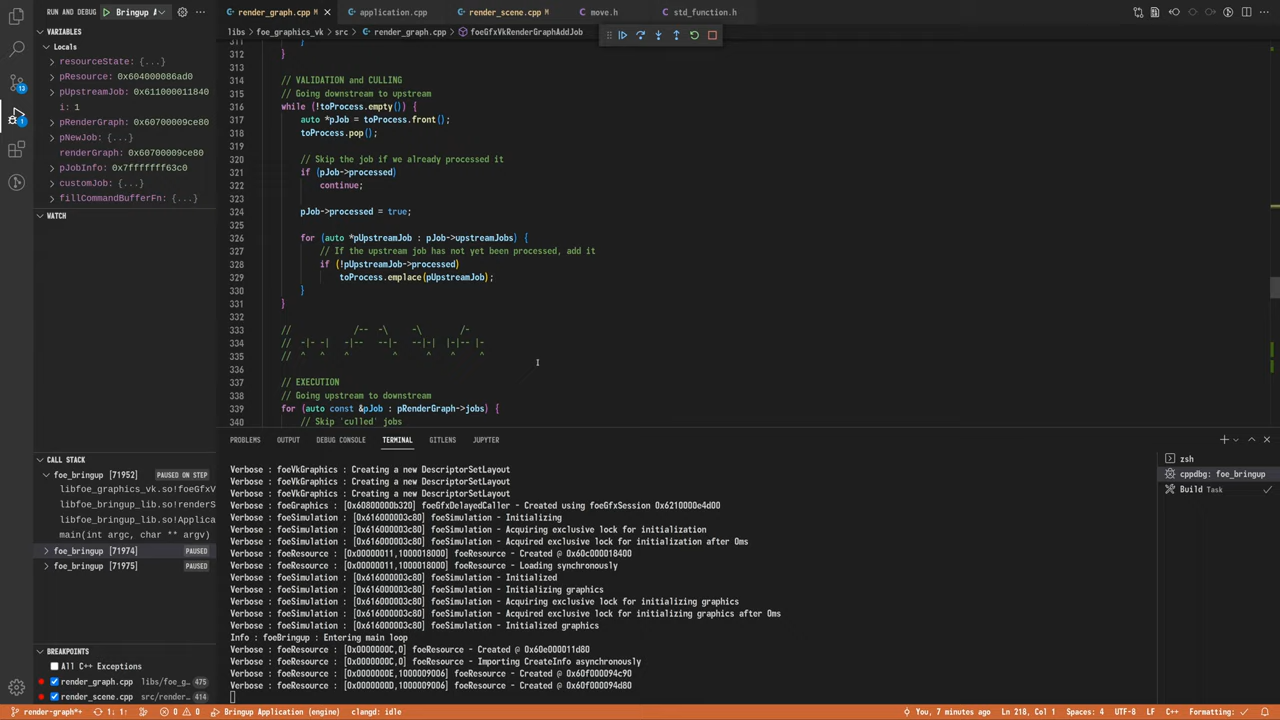 RUN AND DEBUG
Bringup A
render_graph.cpp
application.cpp
render_scene.cpp M
move.h
std_function.h
libs > foe_graphics_vk > src > render_graph.cpp > foeGfxVkRenderGraphAddJob
VARIABLES
Locals
resourceState: {...}
pResource: 0x604000086ad0
pUpstreamJob: 0x611000011840
i: 1
pRenderGraph: 0x60700009ce80
pNewJob: {...}
renderGraph: 0x60700009ce80
pJobInfo: 0x7fffffff63c0
customJob: {...}
fillCommandBufferFn: {...}
WATCH
CALL STACK
foe_bringup [71952] PAUSED ON STEP
libfoe_graphics_vk.so!foeGfxV
libfoe_bringup_lib.so!renderS
libfoe_bringup_lib.so!Applica
main(int argc, char ** argv)
foe_bringup [71974] PAUSED
foe_bringup [71975] PAUSED
BREAKPOINTS
All C++ Exceptions
render_graph.cpp libs/foe_g... 475
render_scene.cpp src/render... 414
13
1
311 }
312 }
313
314 // VALIDATION and CULLING
315 // Going downstream to upstream
316 while (!toProcess.empty()) {
317 auto *pJob = toProcess.front();
318 toProcess.pop();
319
320 // Skip the job if we already processed it
321 if (pJob->processed)
322 continue;
323
324 pJob->processed = true;
325
326 for (auto *pUpstreamJob : pJob->upstreamJobs) {
327 // If the upstream job has not yet been processed, add it
328 if (!pUpstreamJob->processed)
329 toProcess.emplace(pUpstreamJob);
330 }
331 }
332
333 // /-- -\ -\ /-
334 // -|- -| -|-- --|- --|-| |-|-- |-
335 // ^ ^ ^ ^ ^ ^ ^
336
337 // EXECUTION
338 // Going upstream to downstream
339 for (auto const &pJob : pRenderGraph->jobs) {
340 // Skip 'culled' jobs
PROBLEMS OUTPUT DEBUG CONSOLE TERMINAL GITLENS JUPYTER
Verbose : foeVkGraphics : Creating a new DescriptorSetLayout
Verbose : foeVkGraphics : Creating a new DescriptorSetLayout
Verbose : foeVkGraphics : Creating a new DescriptorSetLayout
Verbose : foeGraphics : [0x60800000b320] foeGfxDelayedCaller - Created using foeGfxSession 0x6210000e4d00
Verbose : foeSimulation : [0x616000003c80] foeSimulation - Initializing
Verbose : foeSimulation : [0x616000003c80] foeSimulation - Acquiring exclusive lock for initialization
Verbose : foeSimulation : [0x616000003c80] foeSimulation - Acquired exclusive lock for initialization after 0ms
Verbose : foeResource : [0x00000011,1000018000] foeResource - Created @ 0x60c000018400
Verbose : foeResource : [0x00000011,1000018000] foeResource - Loading synchronously
Verbose : foeSimulation : [0x616000003c80] foeSimulation - Initialized
Verbose : foeSimulation : [0x616000003c80] foeSimulation - Initializing graphics
Verbose : foeSimulation : [0x616000003c80] foeSimulation - Acquiring exclusive lock for initializing graphics
Verbose : foeSimulation : [0x616000003c80] foeSimulation - Acquired exclusive lock for initializing graphics after 0ms
Verbose : foeSimulation : [0x616000003c80] foeSimulation - Initialized graphics
Info : foeBringup : Entering main loop
Verbose : foeResource : [0x0000000C,0] foeResource - Created @ 0x60e000011d80
Verbose : foeResource : [0x0000000C,0] foeResource - Importing CreateInfo asynchronously
Verbose : foeResource : [0x0000000E,1000009006] foeResource - Created @ 0x60f000094c90
Verbose : foeResource : [0x0000000D,1000009006] foeResource - Created @ 0x60f000094d80
zsh
cppdbg: foe_bringup
Build Task
render-graph* 1↓ 1↑ 0 0 Bringup Application (engine) clangd: idle
You, 7 minutes ago Ln 218, Col 1 Spaces: 4 UTF-8 LF C++ Formatting: ✓